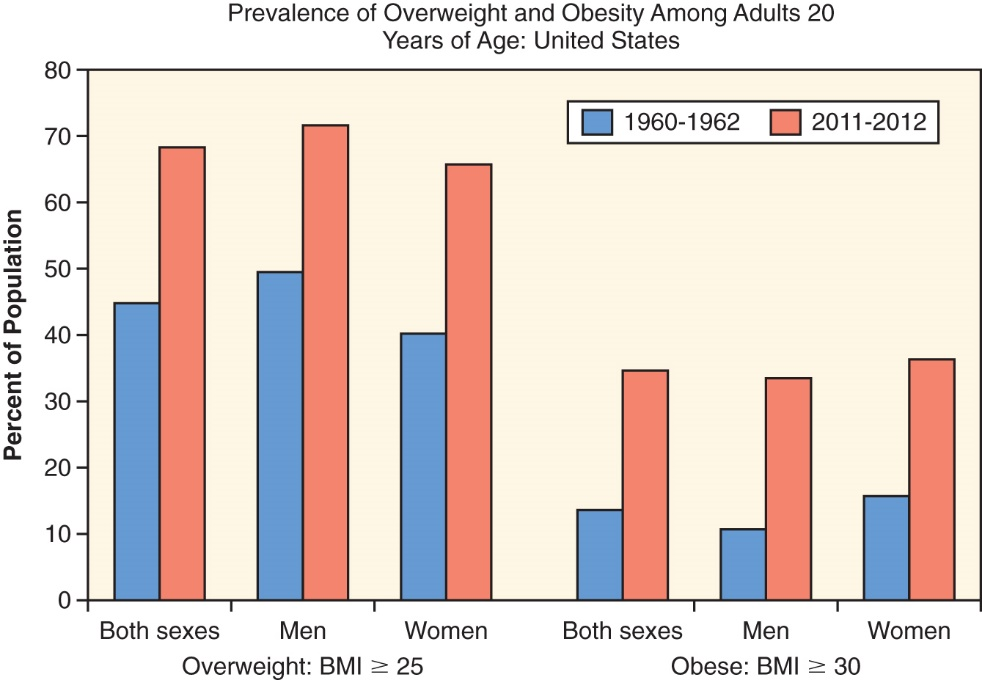 Prevalence of Overweight and Obesity Among Adults 20
Years of Age: United States
Percent of Population
80
70
60
50
40
30
20
10
0
1960-1962 2011-2012
Both sexes Men Women Both sexes Men Women
Overweight: BMI ≥ 25 Obese: BMI ≥ 30